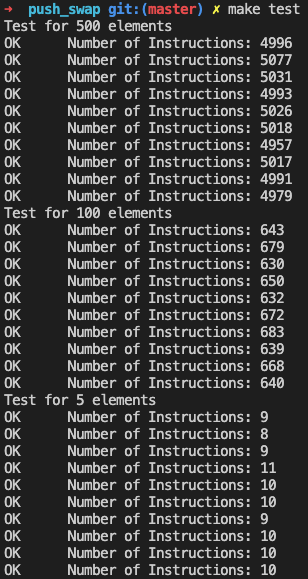 ➜  push_swap git:(master) ✗ make test
Test for 500 elements
OK      Number of Instructions: 4996
OK      Number of Instructions: 5077
OK      Number of Instructions: 5031
OK      Number of Instructions: 4993
OK      Number of Instructions: 5026
OK      Number of Instructions: 5018
OK      Number of Instructions: 4957
OK      Number of Instructions: 5017
OK      Number of Instructions: 4991
OK      Number of Instructions: 4979
Test for 100 elements
OK      Number of Instructions: 643
OK      Number of Instructions: 679
OK      Number of Instructions: 630
OK      Number of Instructions: 650
OK      Number of Instructions: 632
OK      Number of Instructions: 672
OK      Number of Instructions: 683
OK      Number of Instructions: 639
OK      Number of Instructions: 668
OK      Number of Instructions: 640
Test for 5 elements
OK      Number of Instructions: 9
OK      Number of Instructions: 8
OK      Number of Instructions: 9
OK      Number of Instructions: 11
OK      Number of Instructions: 10
OK      Number of Instructions: 10
OK      Number of Instructions: 9
OK      Number of Instructions: 10
OK      Number of Instructions: 10
OK      Number of Instructions: 10